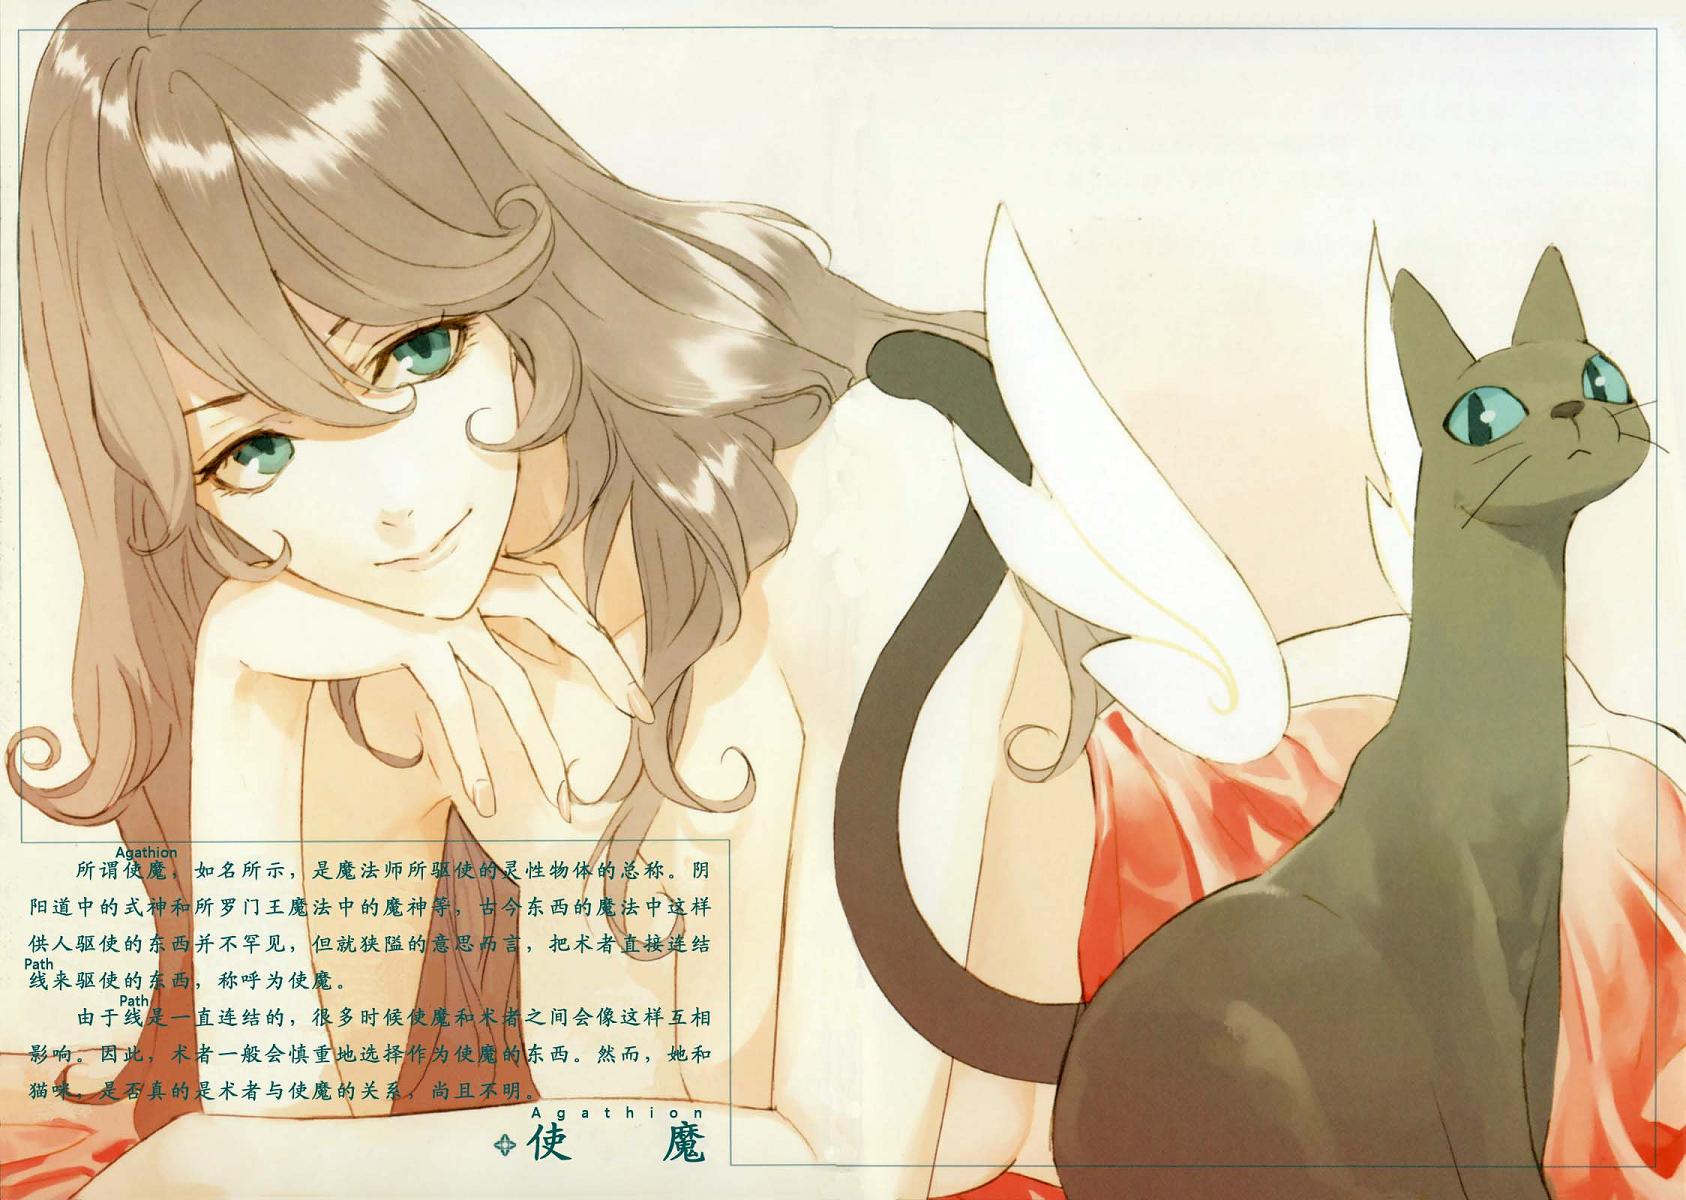 Agathion
所谓使魔，如名所示，是魔法师所驱使的灵性物体的总称。阴
阳道中的式神和所罗门王魔法中的魔神等，古今东西的魔法中这样
供人驱使的东西并不罕见，但就狭隘的意思而言，把术者直接连结
Path
线来驱使的东西，称呼为使魔。
Path
由于线是一直连结的，很多时候使魔和术者之间会像这样互相
影响。因此，术者一般会慎重地选择作为使魔的东西。然而，她和
猫咪，是否真的是术者与使魔的关系，尚且不明。
Agathion
使魔